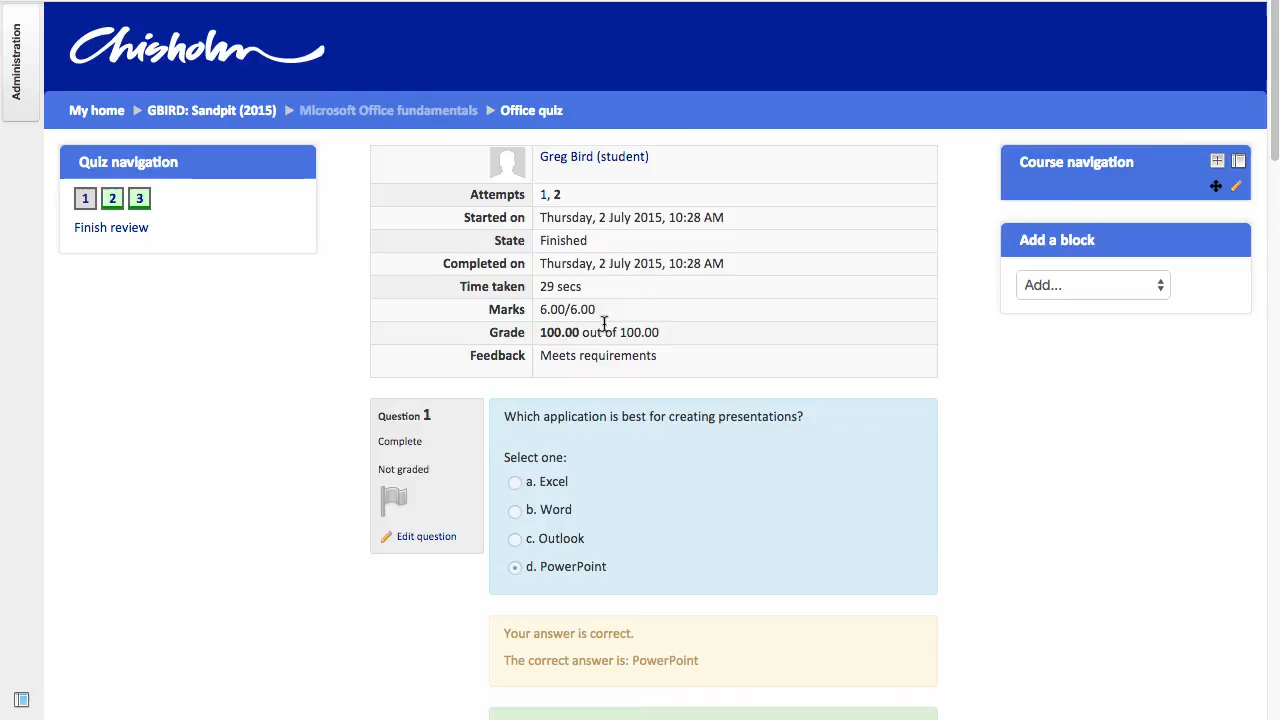 Administration
Chisholm
My home GBIRD: Sandpit (2015) Microsoft Office fundamentals Office quiz
Quiz navigation
1 2 3
Finish review
Greg Bird (student)
Attempts 1, 2
Started on Thursday, 2 July 2015, 10:28 AM
State Finished
Completed on Thursday, 2 July 2015, 10:28 AM
Time taken 29 secs
Marks 6.00/6.00
Grade 100.00 out of 100.00
Feedback Meets requirements
Question 1
Complete
Not graded
Edit question
Which application is best for creating presentations?
Select one:
a. Excel
b. Word
c. Outlook
d. PowerPoint
Your answer is correct.
The correct answer is: PowerPoint
Course navigation
Add a block
Add...